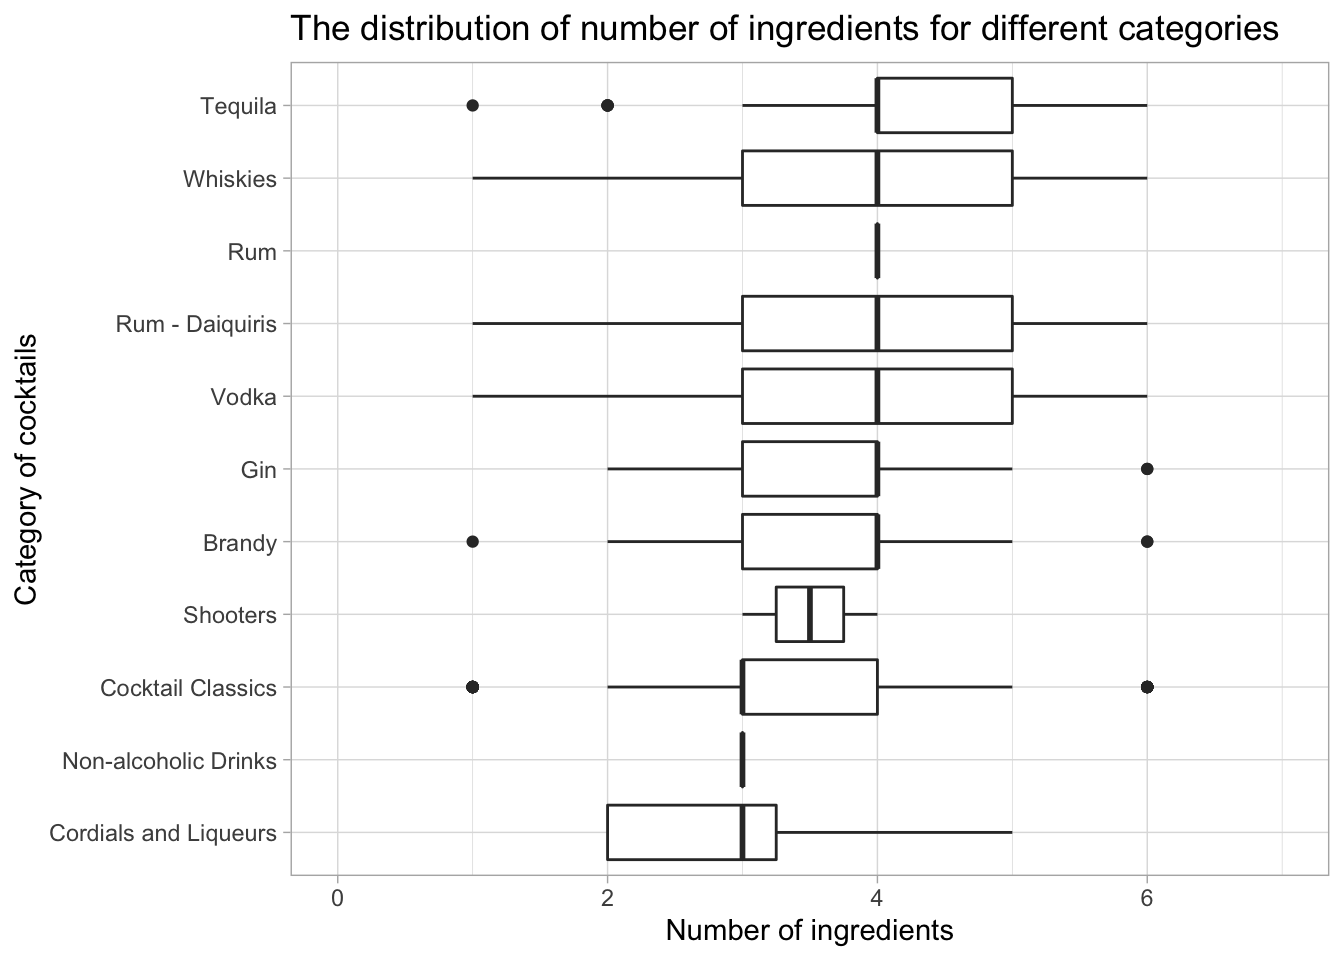 The distribution of number of ingredients for different categories
Category of cocktails
Tequila
Whiskies
Rum
Rum - Daiquiris
Vodka
Gin
Brandy
Shooters
Cocktail Classics
Non-alcoholic Drinks
Cordials and Liqueurs
0 2 4 6
Number of ingredients